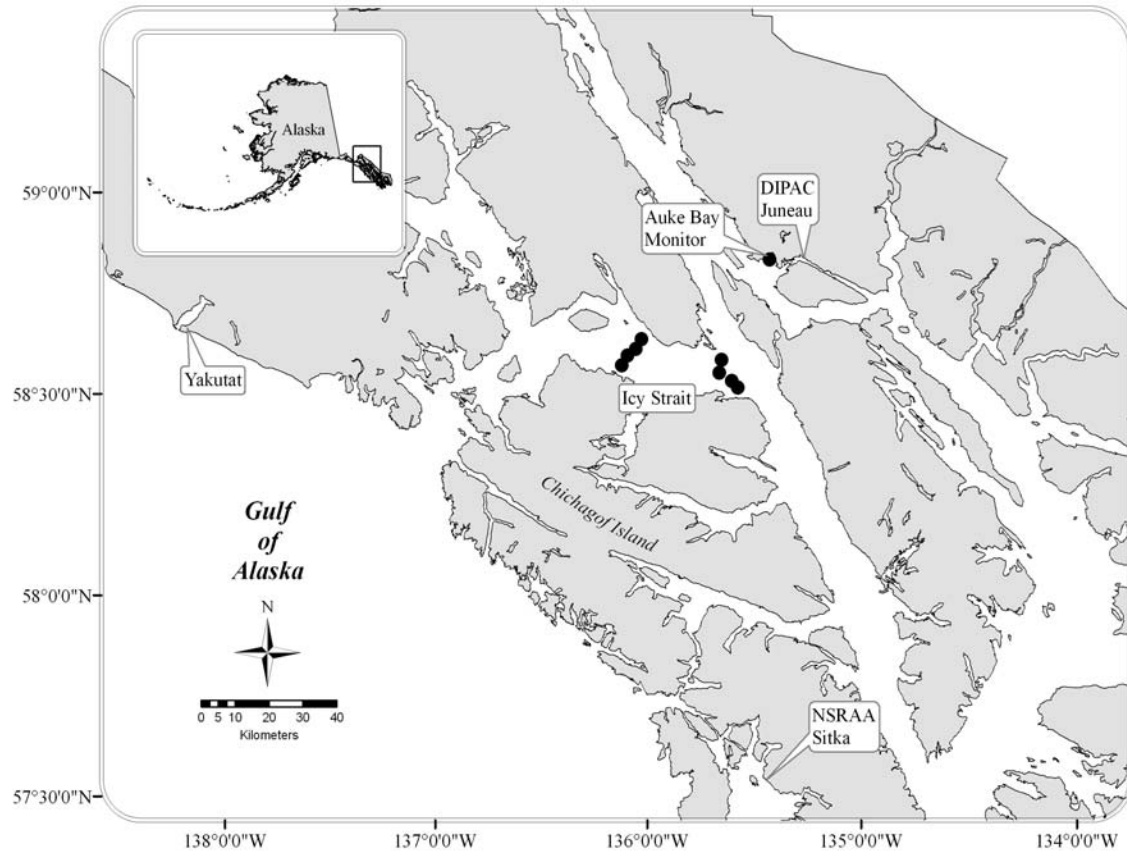 Alaska
59°0'0"N
DIPAC
Juneau
Auke Bay
Monitor
Yakutat
58°30'0"N
Icy Strait
Chichagof Island
Gulf
of
Alaska
N
58°0'0"N
0 5 10 20 30 40
Kilometers
NSRAA
Sitka
57°30'0"N
138°0'0"W 137°0'0"W 136°0'0"W 135°0'0"W 134°0'0"W